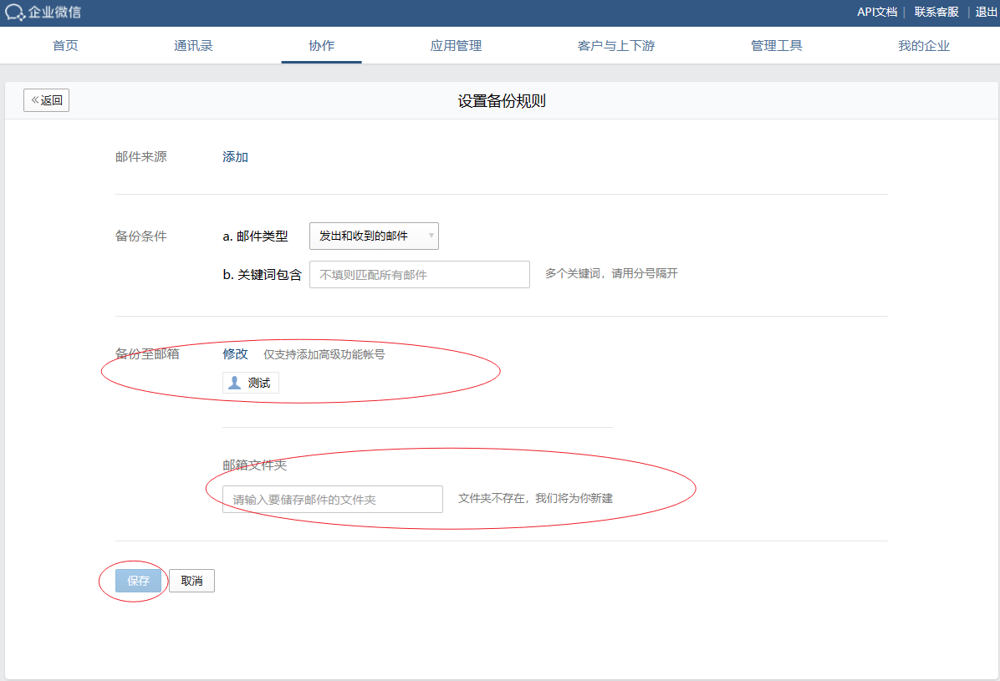 企业微信 API文档 | 联系客服 | 退出
首页 通讯录 协作 应用管理 客户与上下游 管理工具 我的企业
«返回 设置备份规则
邮件来源 添加
备份条件 a. 邮件类型 发出和收到的邮件
b. 关键词包含 不填则匹配所有邮件 多个关键词，请用分号隔开
备份至邮箱 修改 仅支持添加高级功能帐号
测试
邮箱文件夹
请输入要储存邮件的文件夹 文件夹不存在，我们将为你新建
保存 取消